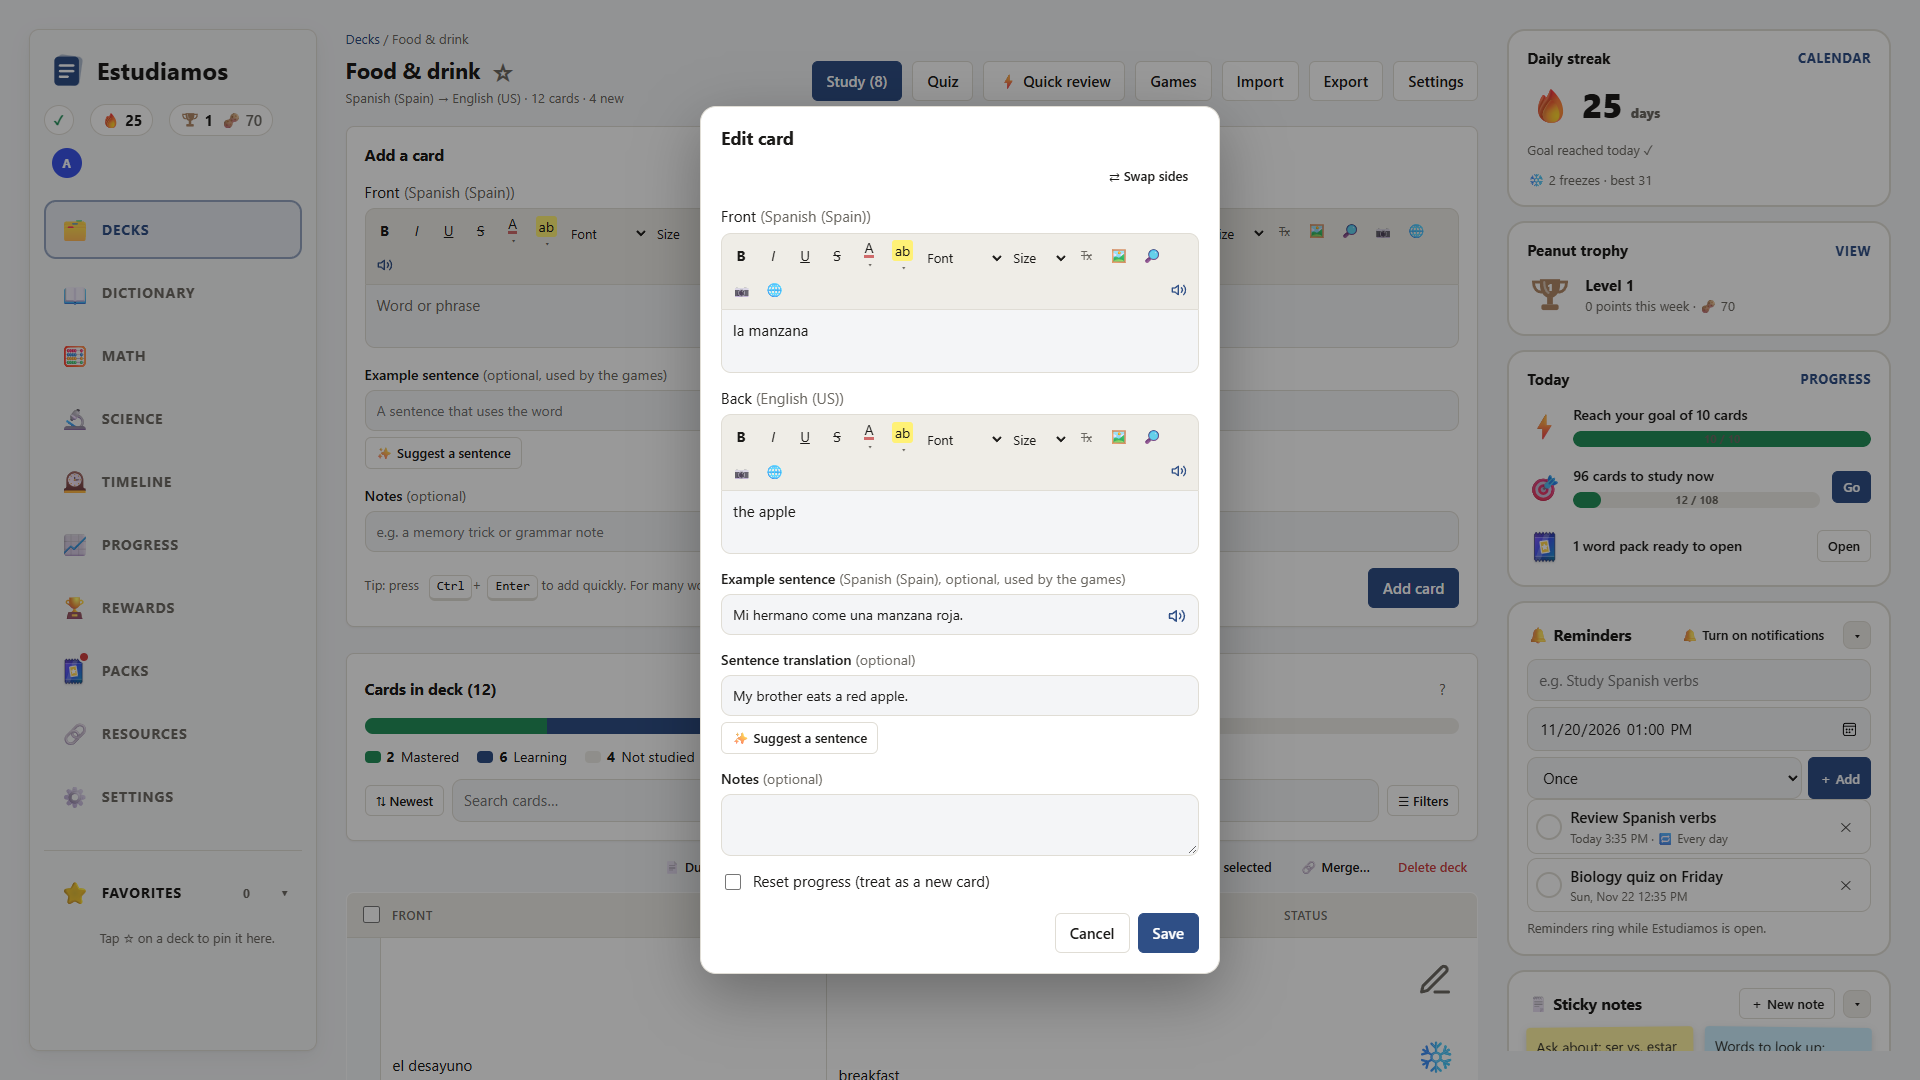 Estudiamos
25
1 70
A
DECKS
DICTIONARY
MATH
SCIENCE
TIMELINE
PROGRESS
REWARDS
PACKS
RESOURCES
SETTINGS
FAVORITES 0
Tap ☆ on a deck to pin it here.
Decks / Food & drink
Food & drink ☆
Spanish (Spain) → English (US) · 12 cards · 4 new
Study (8) Quiz Quick review Games Import Export Settings
Add a card
Front (Spanish (Spain))
B I U S A ab Font Size
Word or phrase
Example sentence (optional, used by the games)
A sentence that uses the word
Suggest a sentence
Notes (optional)
e.g. a memory trick or grammar note
Tip: press Ctrl + Enter to add quickly. For many
Add card
Cards in deck (12)
?
2 Mastered 6 Learning 4 Not studied
Newest
Search cards...
Filters
selected Merge... Delete deck
FRONT STATUS
el desayuno
breakfast
Edit card
⇄ Swap sides
Front (Spanish (Spain))
B I U S A ab Font Size Tx
la manzana
Back (English (US))
B I U S A ab Font Size Tx
the apple
Example sentence (Spanish (Spain), optional, used by the games)
Mi hermano come una manzana roja.
Sentence translation (optional)
My brother eats a red apple.
Suggest a sentence
Notes (optional)
Reset progress (treat as a new card)
Cancel Save
Daily streak CALENDAR
25 days
Goal reached today ✓
2 freezes · best 31
Peanut trophy VIEW
Level 1
0 points this week · 70
Today PROGRESS
Reach your goal of 10 cards
96 cards to study now
12 / 108
Go
1 word pack ready to open
Open
Reminders Turn on notifications
e.g. Study Spanish verbs
11/20/2026 01:00 PM
Once
+ Add
Review Spanish verbs
Today 3:35 PM · Every day
Biology quiz on Friday
Sun, Nov 22 12:35 PM
Reminders ring while Estudiamos is open.
Sticky notes + New note
Ask about: ser vs. estar
Words to look up: